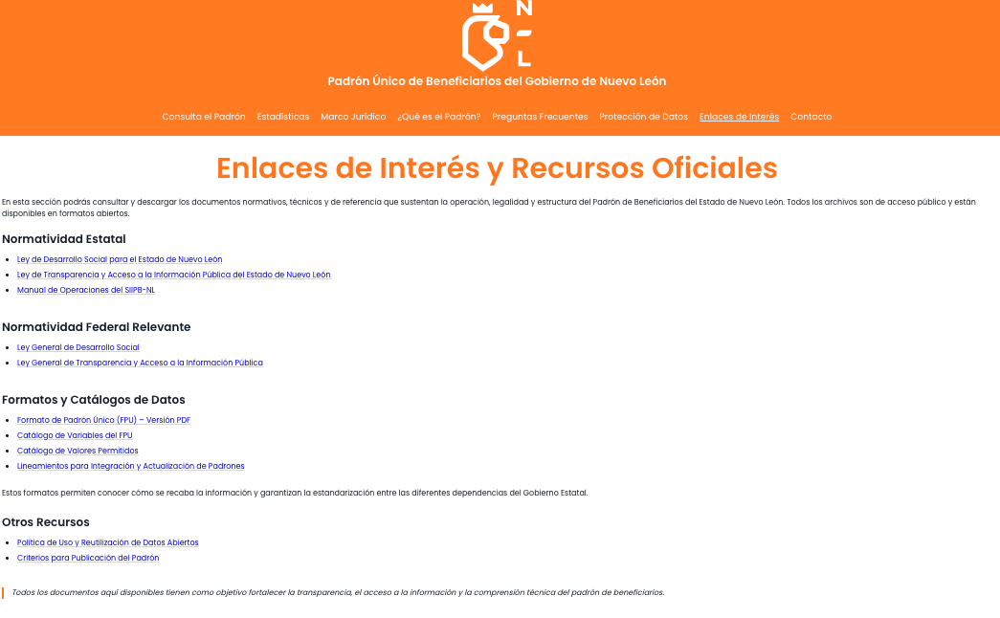 N
L
Padrón Único de Beneficiarios del Gobierno de Nuevo León
Consulta el Padrón Estadísticas Marco Jurídico ¿Qué es el Padrón? Preguntas Frecuentes Protección de Datos Enlaces de Interés Contacto
Enlaces de Interés y Recursos Oficiales
En esta sección podrás consultar y descargar los documentos normativos, técnicos y de referencia que sustentan la operación, legalidad y estructura del Padrón de Beneficiarios del Estado de Nuevo León. Todos los archivos son de acceso público y están
disponibles en formatos abiertos.
Normatividad Estatal
Ley de Desarrollo Social para el Estado de Nuevo León
Ley de Transparencia y Acceso a la Información Pública del Estado de Nuevo León
Manual de Operaciones del SIIPB-NL
Normatividad Federal Relevante
Ley General de Desarrollo Social
Ley General de Transparencia y Acceso a la Información Pública
Formatos y Catálogos de Datos
Formato de Padrón Único (FPU) – Versión PDF
Catálogo de Variables del FPU
Catálogo de Valores Permitidos
Lineamientos para Integración y Actualización de Padrones
Estos formatos permiten conocer cómo se recaba la información y garantizan la estandarización entre las diferentes dependencias del Gobierno Estatal.
Otros Recursos
Política de Uso y Reutilización de Datos Abiertos
Criterios para Publicación del Padrón
Todos los documentos aquí disponibles tienen como objetivo fortalecer la transparencia, el acceso a la información y la comprensión técnica del padrón de beneficiarios.